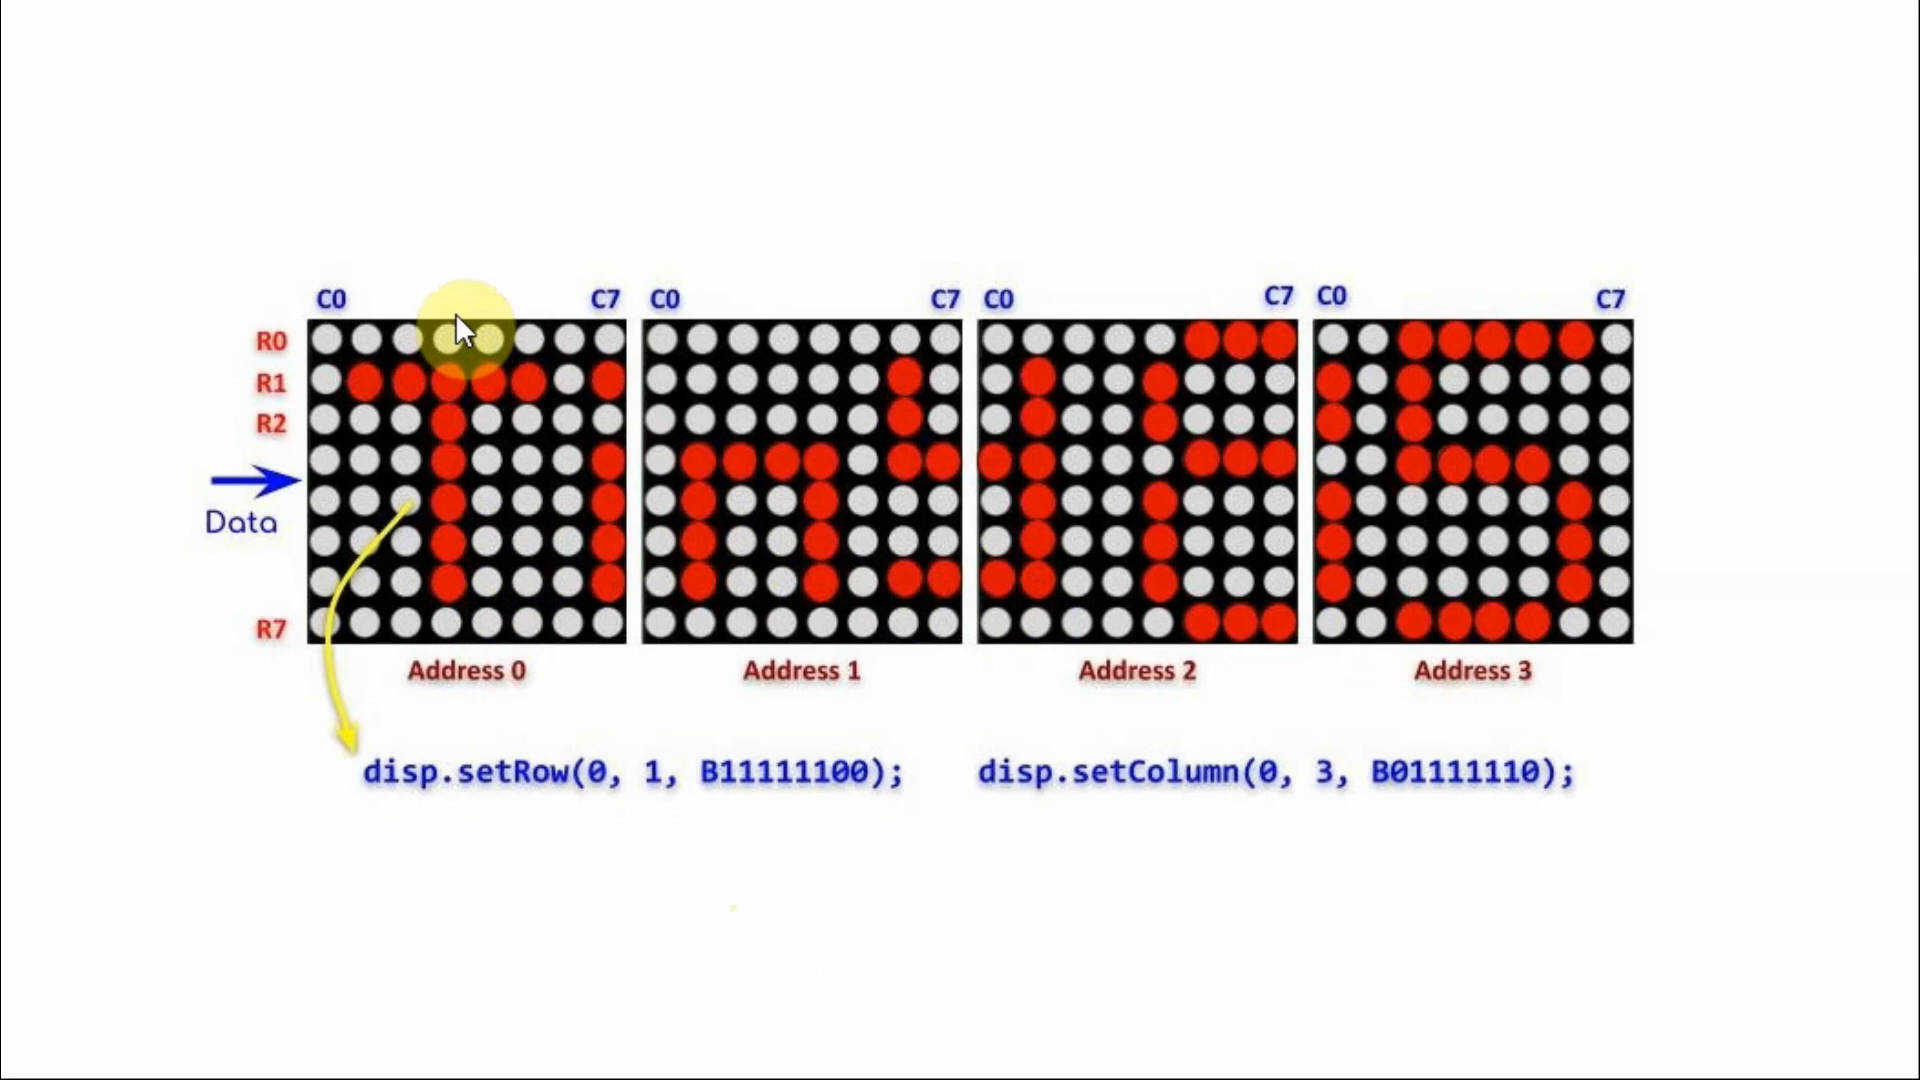 C0 C7 C0 C7 C0 C7 C0 C7
R0
R1
R2
Data
R7
Address 0 Address 1 Address 2 Address 3
disp.setRow(0, 1, B11111100); disp.setColumn(0, 3, B01111110);